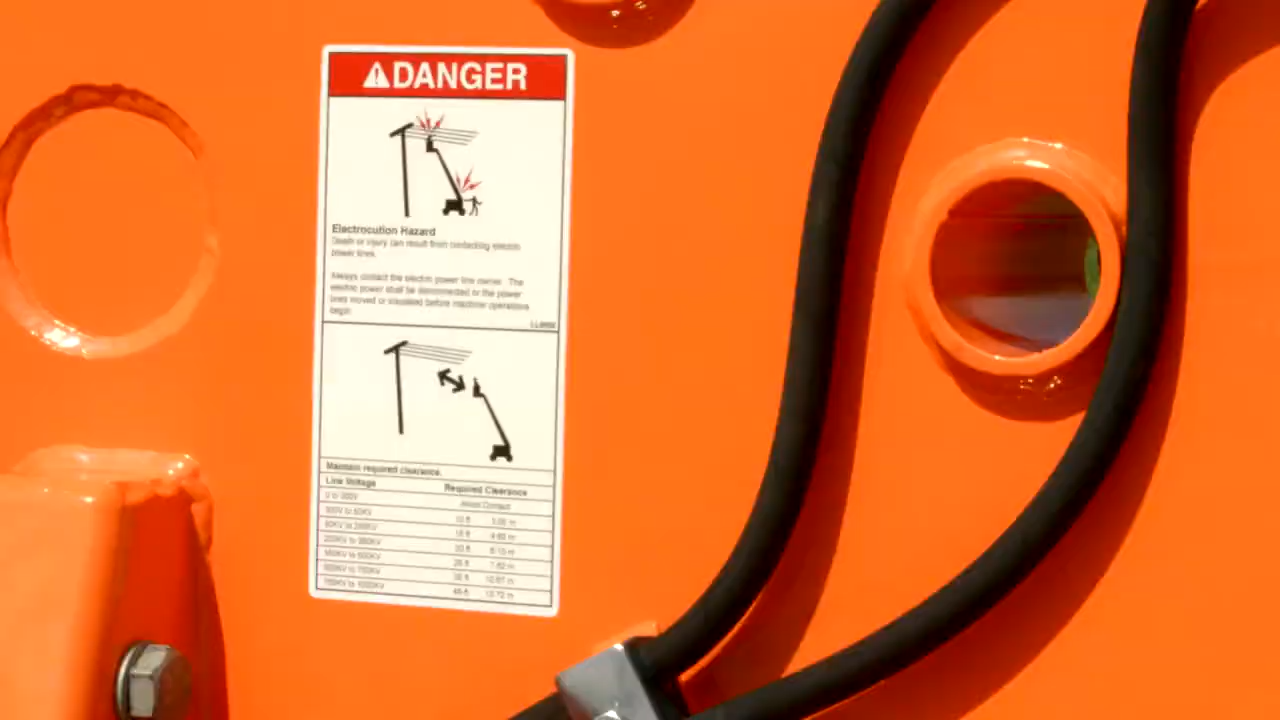 DANGER
Electrocution Hazard
Death or injury can result from contacting electric
power lines.
Always contact the electric power line owner. The
electric power shall be disconnected or the power
lines moved or insulated before machine operations
begin.
Maintain required clearance.
Line Voltage Required Clearance
0 to 300V Avoid Contact
300V to 50KV 10 ft 3.05 m
50KV to 200KV 15 ft 4.60 m
200KV to 350KV 20 ft 6.10 m
350KV to 500KV 25 ft 7.62 m
500KV to 750KV 35 ft 10.67 m
750KV to 1000KV 45 ft 13.72 m